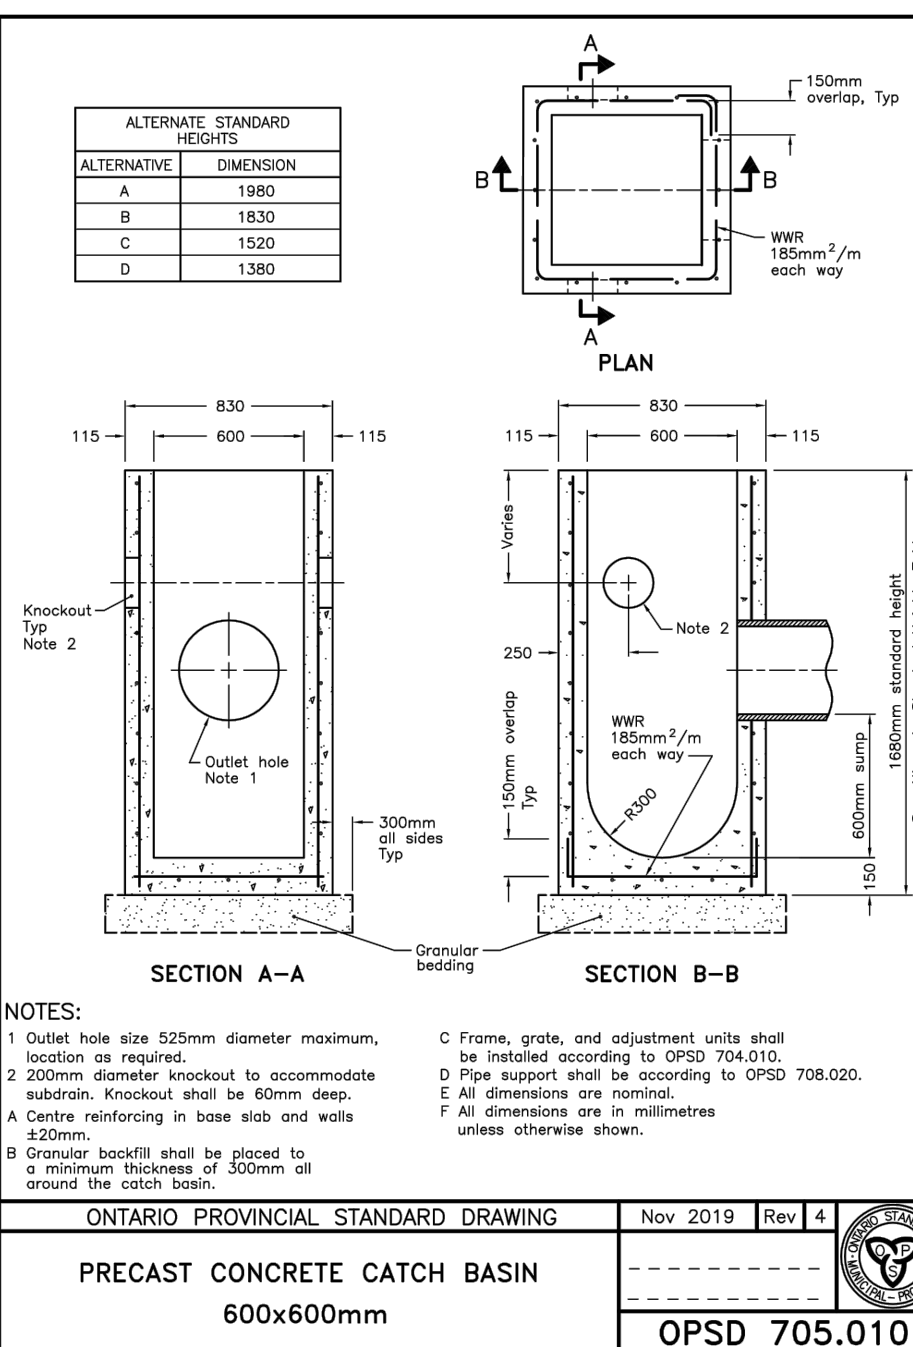 ALTERNATE STANDARD
HEIGHTS
ALTERNATIVE DIMENSION
A 1980
B 1830
C 1520
D 1380
A
150mm
overlap, Typ
B
B
WWR
185mm²/m
each way
A
PLAN
830
115 600 115
Knockout
Typ
Note 2
Outlet hole
Note 1
300mm
all sides
Typ
SECTION A-A
830
115 600 115
Varies
Note 2
250
150mm overlap
Typ
WWR
185mm²/m
each way
R300
600mm sump
150
1680mm standard height
Granular
bedding
SECTION B-B
NOTES:
1 Outlet hole size 525mm diameter maximum,
location as required.
2 200mm diameter knockout to accommodate
subdrain. Knockout shall be 60mm deep.
A Centre reinforcing in base slab and walls
±20mm.
B Granular backfill shall be placed to
a minimum thickness of 300mm all
around the catch basin.
C Frame, grate, and adjustment units shall
be installed according to OPSD 704.010.
D Pipe support shall be according to OPSD 708.020.
E All dimensions are nominal.
F All dimensions are in millimetres
unless otherwise shown.
ONTARIO PROVINCIAL STANDARD DRAWING
Nov 2019 Rev 4
PRECAST CONCRETE CATCH BASIN
600x600mm
ONTARIO
MUNICIPAL
O P S
OPSD 705.010